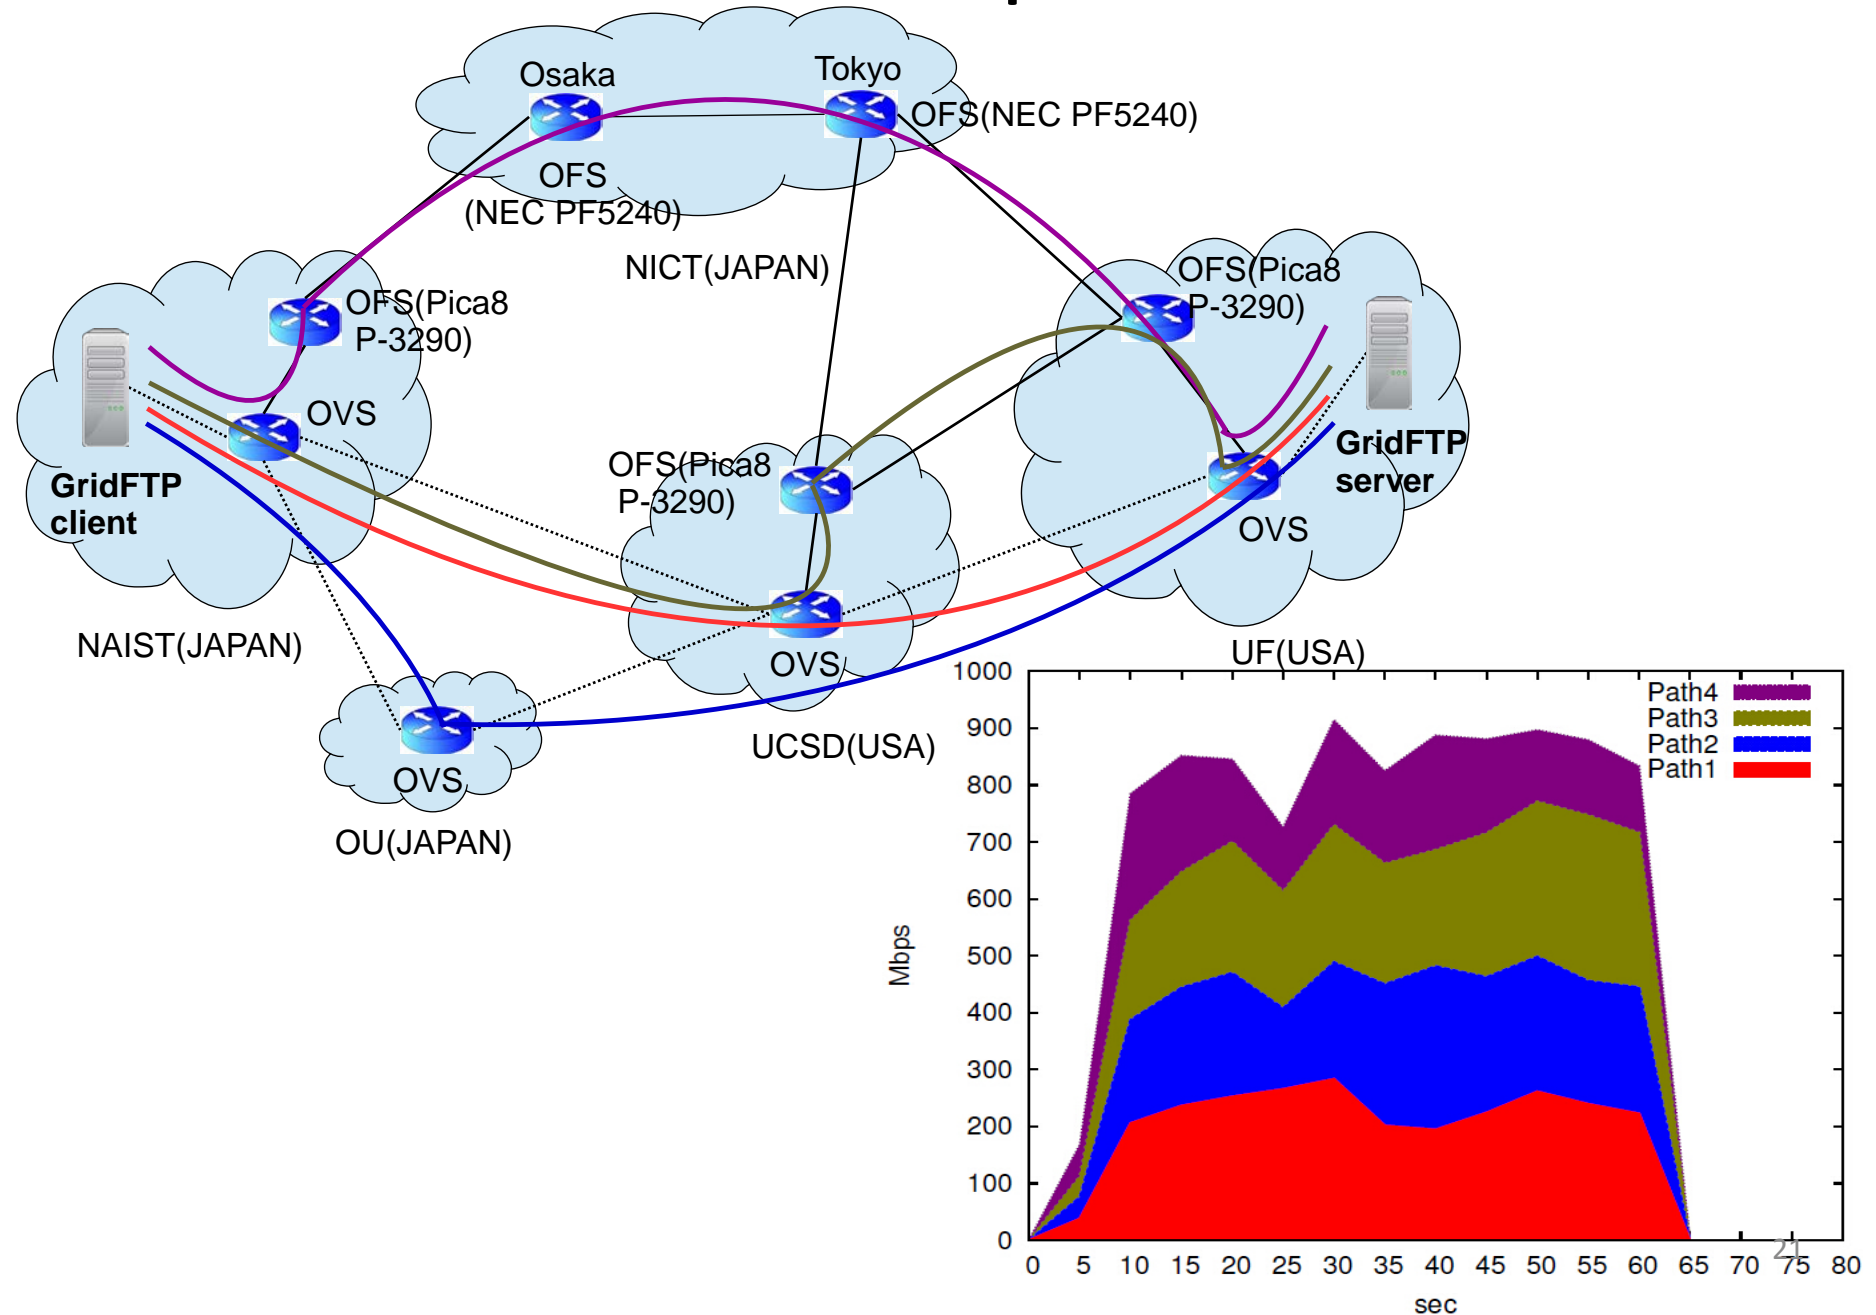 Osaka
Tokyo
OFS(NEC PF5240)
OFS
(NEC PF5240)
NICT(JAPAN)
OFS(Pica8
P-3290)
OFS(Pica8
P-3290)
OVS
GridFTP
client
GridFTP
server
OFS(Pica8
P-3290)
OVS
NAIST(JAPAN)
OVS
UF(USA)
UCSD(USA)
OVS
OU(JAPAN)
Path4
Path3
Path2
Path1
1000
900
800
700
600
500
400
300
200
100
0
Mbps
0 5 10 15 20 25 30 35 40 45 50 55 60 65 70 75 80
sec
21